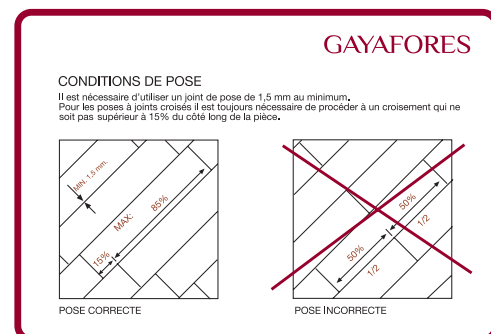 GAYAFORES
CONDITIONS DE POSE
Il est nécessaire d'utiliser un joint de pose de 1,5 mm au minimum.
Pour les poses à joints croisés il est toujours nécessaire de procéder à un croisement qui ne
soit pas supérieur à 15% du côté long de la pièce.
MIN. 1,5 mm.
MAX:
85%
15%
50%
1/2
50%
1/2
POSE CORRECTE
POSE INCORRECTE